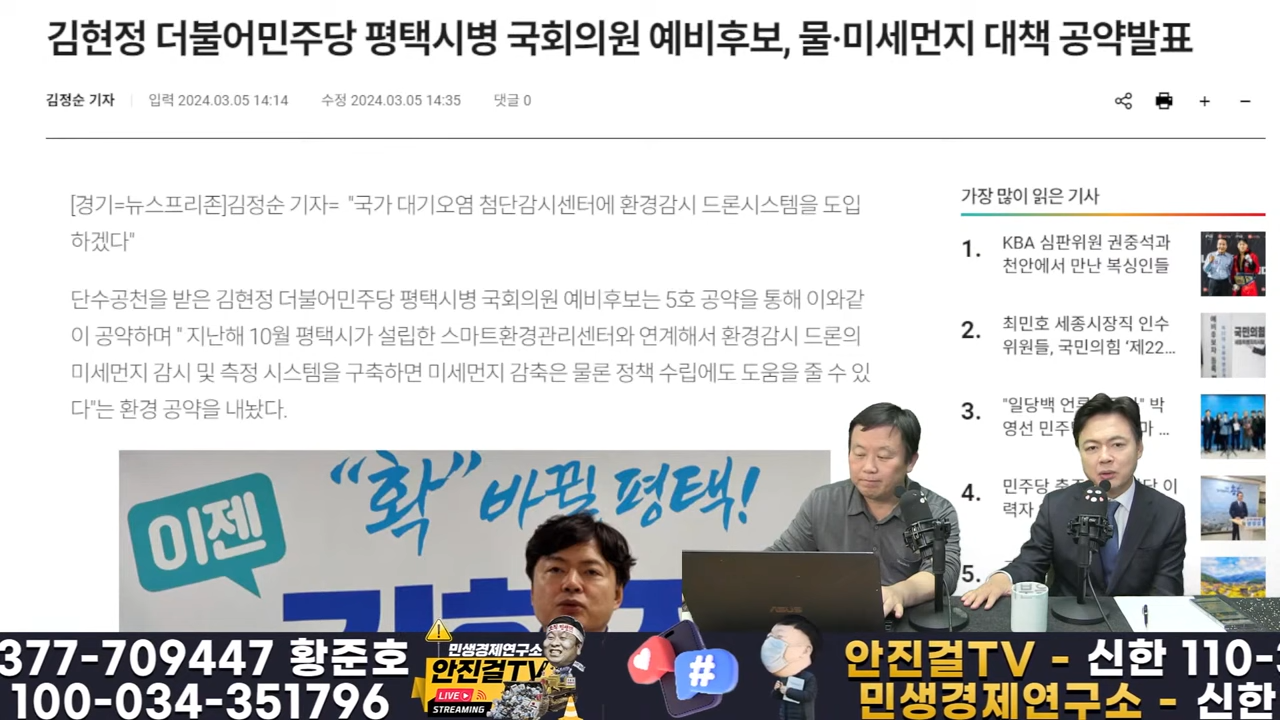 김현정 더불어민주당 평택시병 국회의원 예비후보, 물·미세먼지 대책 공약발표
김정순 기자 입력 2024.03.05 14:14 수정 2024.03.05 14:35 댓글 0
[경기=뉴스프리존]김정순 기자= "국가 대기오염 첨단감시센터에 환경감시 드론시스템을 도입
하겠다"
단수공천을 받은 김현정 더불어민주당 평택시병 국회의원 예비후보는 5호 공약을 통해 이와같
이 공약하며 " 지난해 10월 평택시가 설립한 스마트환경관리센터와 연계해서 환경감시 드론의
미세먼지 감시 및 측정 시스템을 구축하면 미세먼지 감축은 물론 정책 수립에도 도움을 줄 수 있
다"는 환경 공약을 내놨다.
이젠
"확" 바뀔 평택!
가장 많이 읽은 기사
1. KBA 심판위원 권중석과
천안에서 만난 복싱인들
2. 최민호 세종시장직 인수
위원들, 국민의힘 '제22...
국민의힘
3. "일당백 언론 박
영선 민주 마 ...
4. 민주당 이
력자
5.
ASUS
377-709447 황준호
100-034-351796
민생경제연구소
안진걸TV
LIVE
STREAMING
#
안진걸TV - 신한 110-
민생경제연구소 - 신한